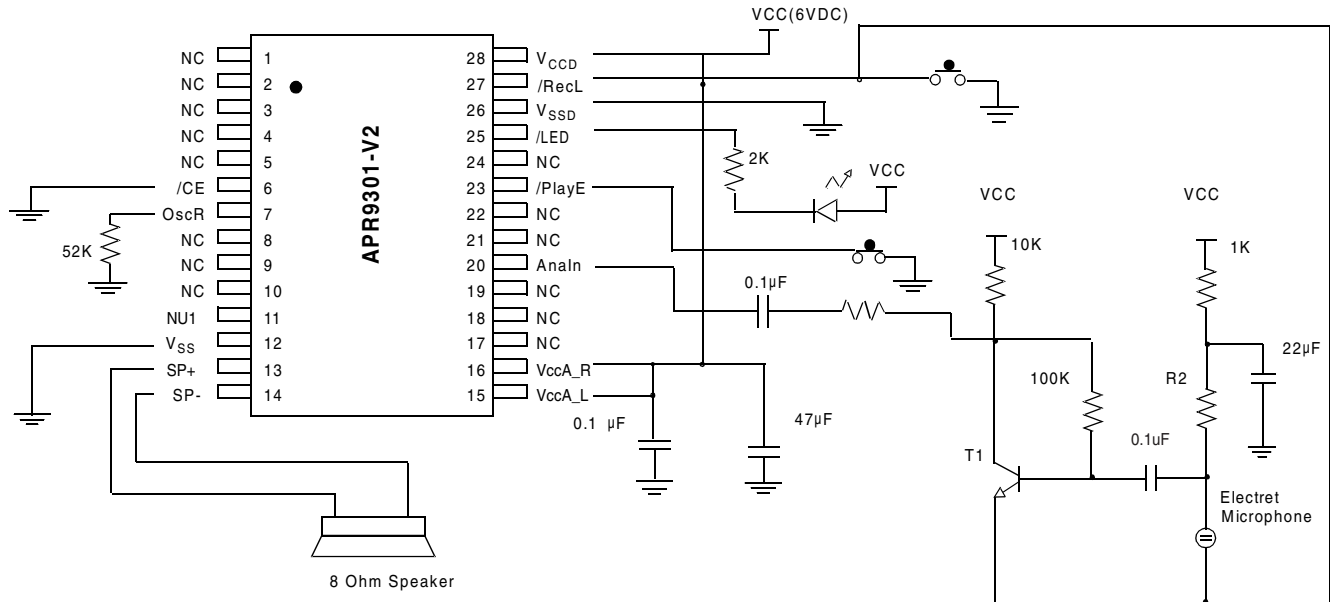 VCC(6VDC)
NC 1
NC 2
NC 3
NC 4
NC 5
/CE 6
OscR 7
NC 8
NC 9
NC 10
NU1 11
VSS 12
SP+ 13
SP- 14
52K
APR9301-V2
28 VCCD
27 /RecL
26 VSSD
25 /LED
24 NC
23 /PlayE
22 NC
21 NC
20 AnaIn
19 NC
18 NC
17 NC
16 VccA_R
15 VccA_L
2K
VCC
0.1µF
0.1 µF
47µF
8 Ohm Speaker
VCC
10K
100K
T1
0.1uF
VCC
1K
22µF
R2
Electret
Microphone